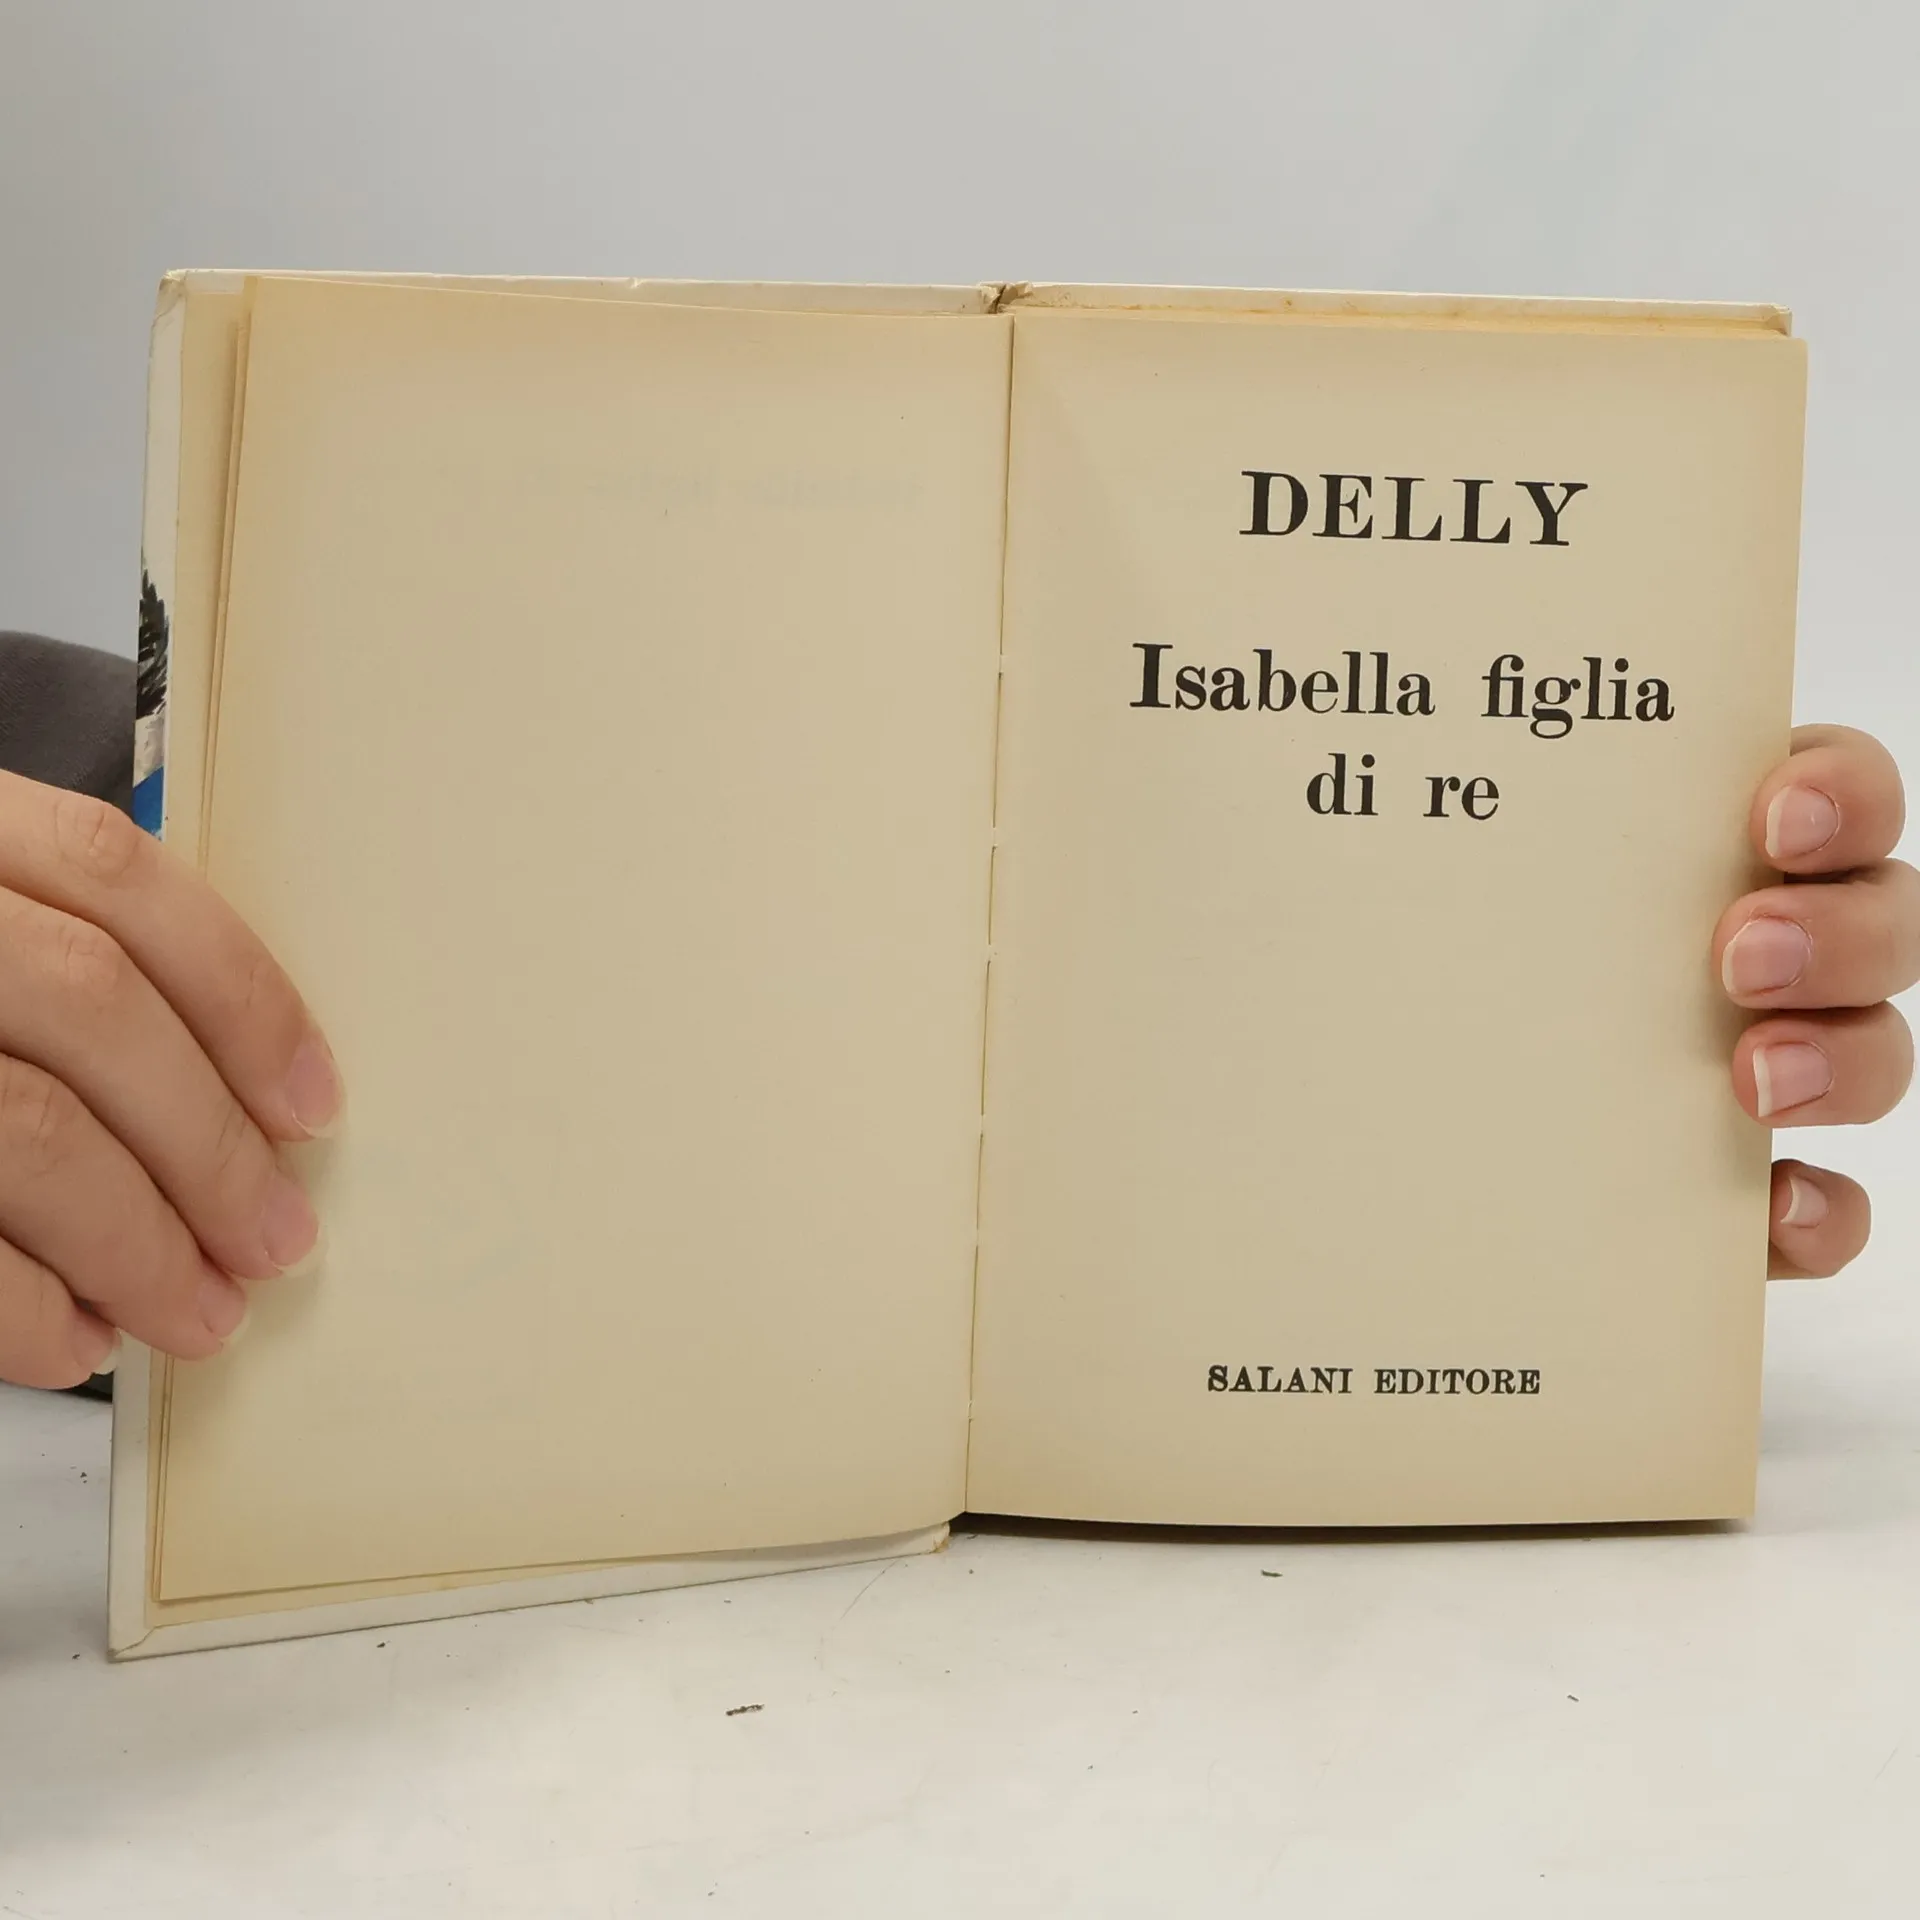 DELLY
Isabella figlia
di re
SALANI EDITORE